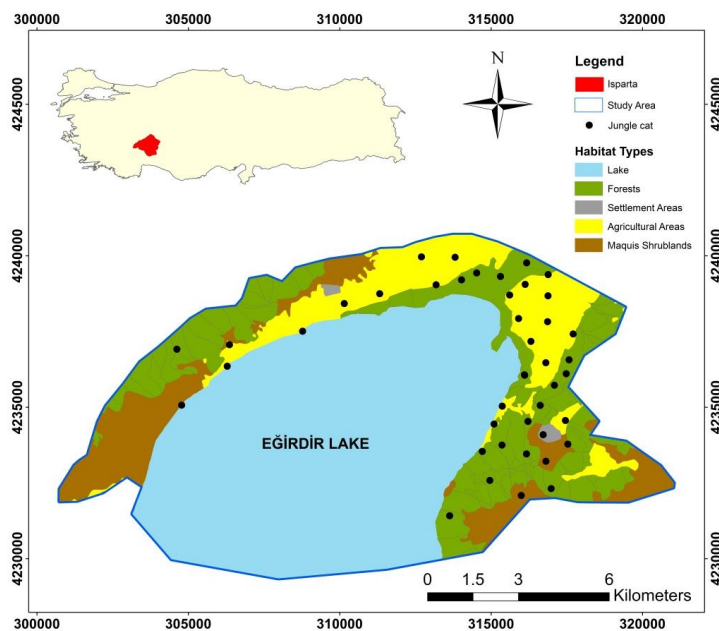 300000 305000 310000 315000 320000
4245000
4240000
4235000
4230000
N
Legend
Isparta
Study Area
Jungle cat
Habitat Types
Lake
Forests
Settlement Areas
Agricultural Areas
Maquis Shrublands
4245000
4240000
4235000
4230000
EĞİRDİR LAKE
0 1.5 3 6
Kilometers
300000 305000 310000 315000 320000